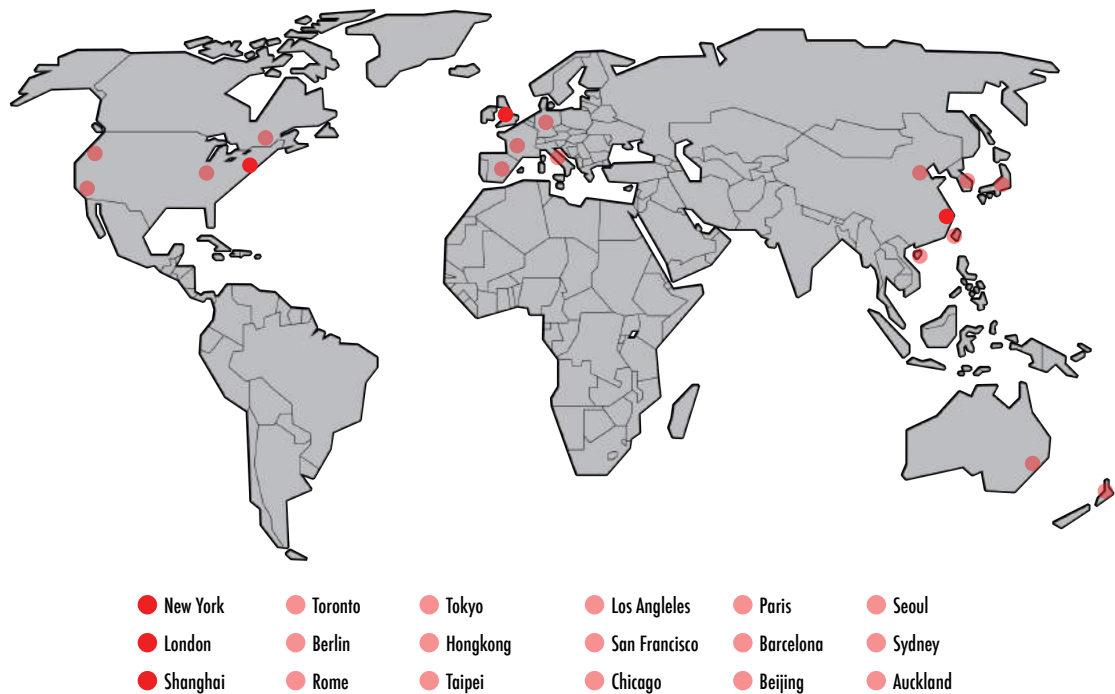 New York
Toronto
Tokyo
Los Angleles
Paris
Seoul
London
Berlin
Hongkong
San Francisco
Barcelona
Sydney
Shanghai
Rome
Taipei
Chicago
Beijing
Auckland